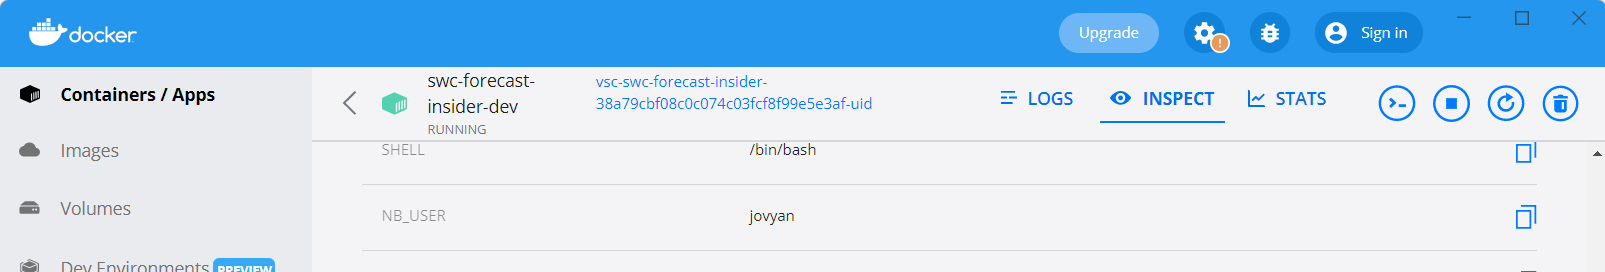 docker
Upgrade
!
Sign in
Containers / Apps
Images
Volumes
Dev Environments PREVIEW
swc-forecast-
insider-dev
RUNNING
vsc-swc-forecast-insider-
38a79cbf08c0c074c03fcf8f99e5e3af-uid
LOGS
INSPECT
STATS
SHELL
/bin/bash
NB_USER
jovyan